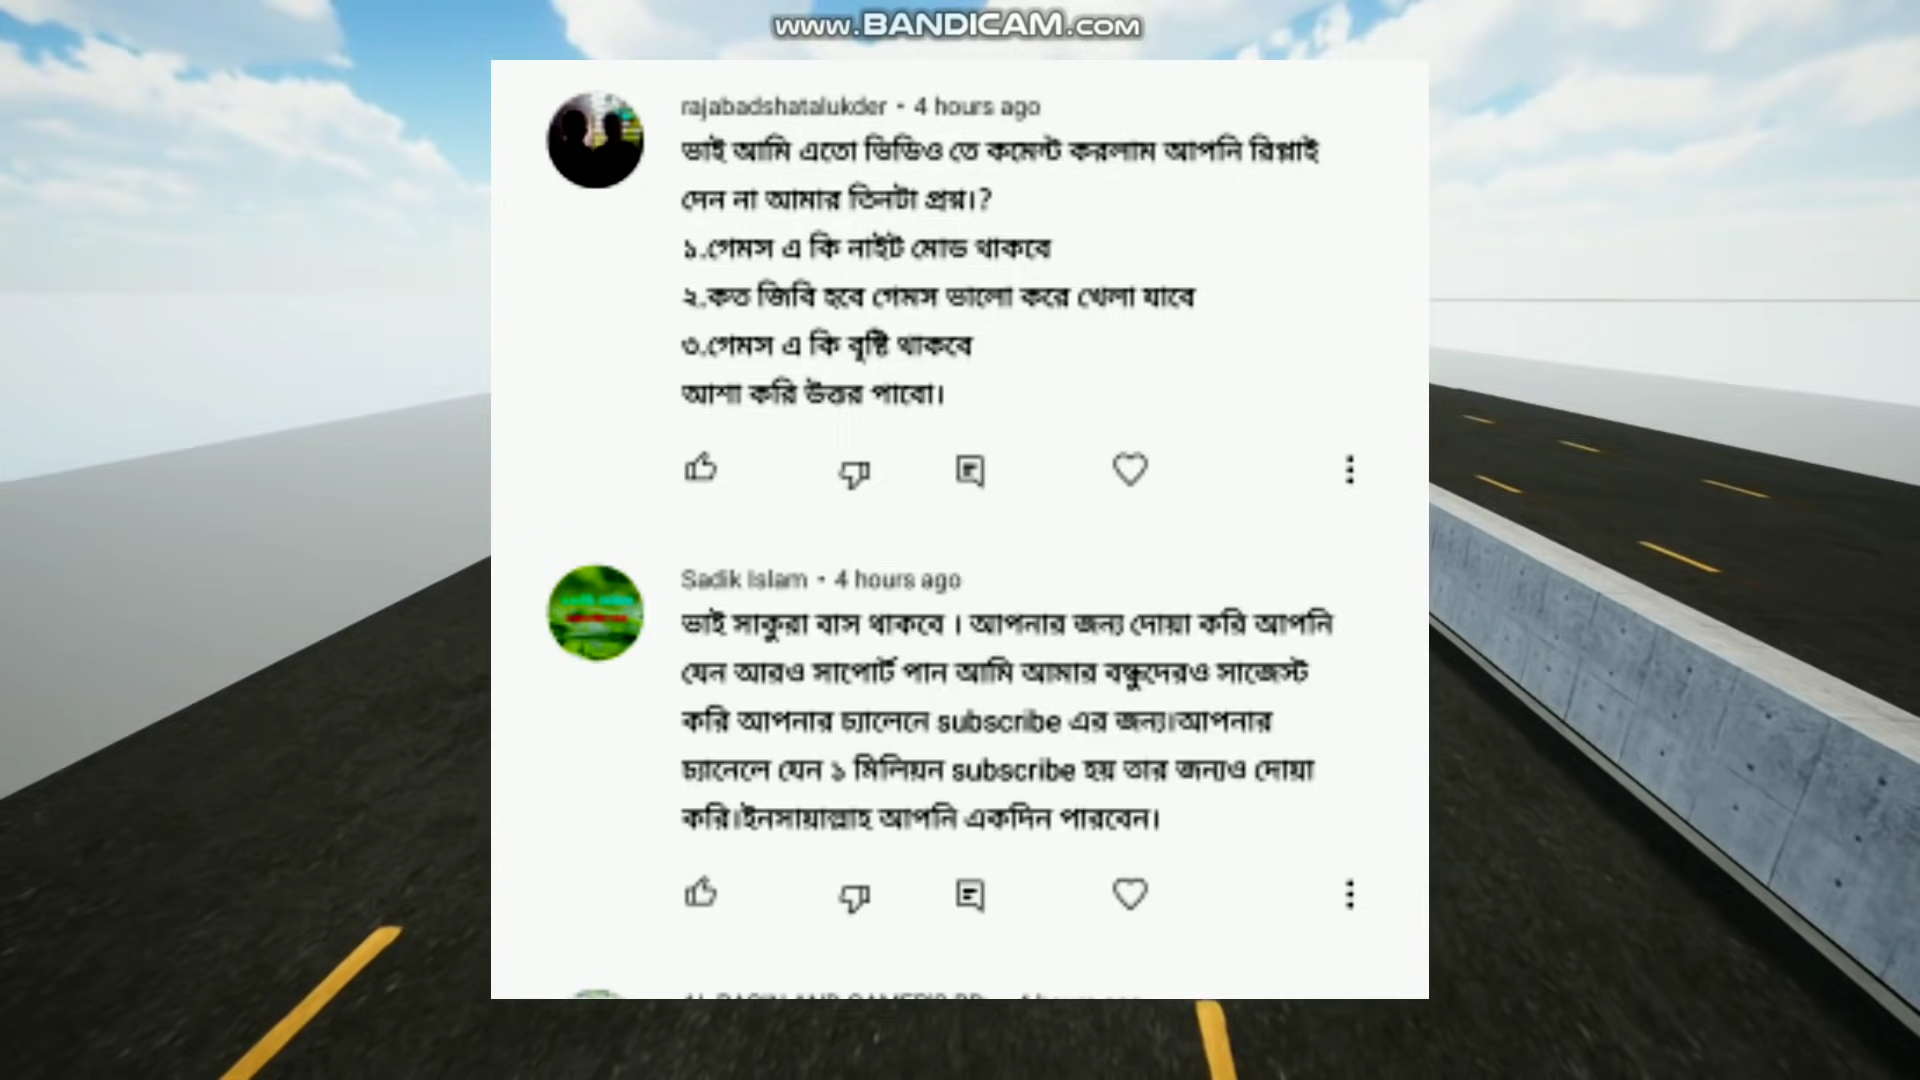 www.BANDICAM.com
rajabadshatalukder • 4 hours ago
ভাই আমি এতো ভিডিও তে কমেন্ট করলাম আপনি রিপ্লাই
দেন না আমার তিনটা প্রশ্ন।?
১.গেমস এ কি নাইট মোড থাকবে
২.কত জিবি হবে গেমস ভালো করে খেলা যাবে
৩.গেমস এ কি বৃষ্টি থাকবে
আশা করি উত্তর পাবো।
Sadik Islam • 4 hours ago
ভাই সাকুরা বাস থাকবে । আপনার জন্য দোয়া করি আপনি
যেন আরও সাপোর্ট পান আমি আমার বন্ধুদেরও সাজেস্ট
করি আপনার চ্যালেনে subscribe এর জন্য।আপনার
চ্যানেলে যেন ১ মিলিয়ন subscribe হয় তার জন্যও দোয়া
করি।ইনসায়াল্লাহ আপনি একদিন পারবেন।